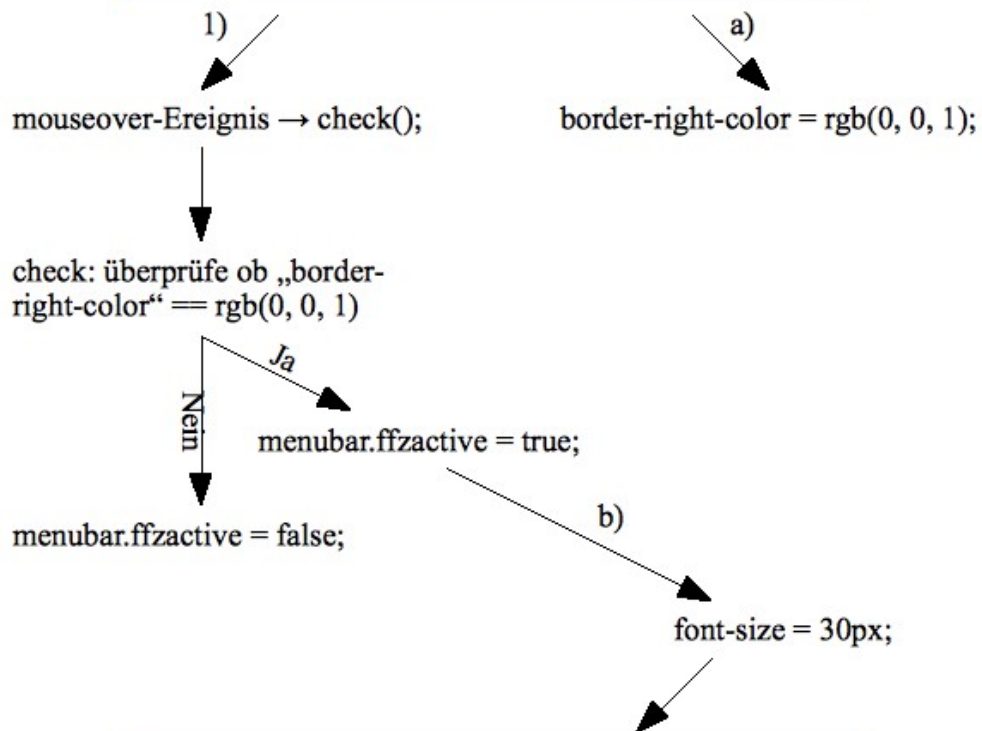 1)
a)
mouseover-Ereignis → check();
border-right-color = rgb(0, 0, 1);
check: überprüfe ob „border-
right-color“ == rgb(0, 0, 1)
Ja
Nein
menubar.ffzactive = true;
menubar.ffzactive = false;
b)
font-size = 30px;